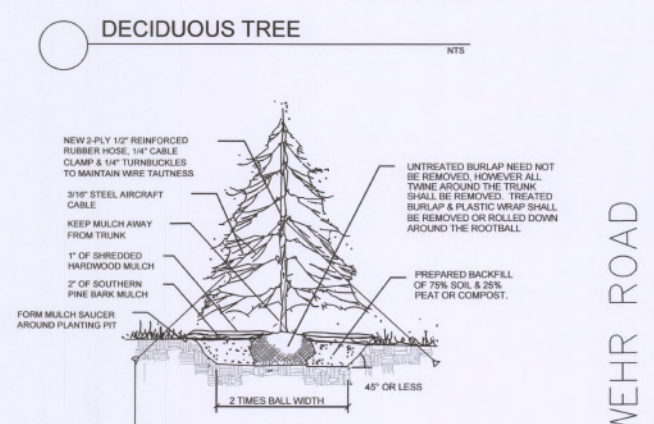 DECIDUOUS TREE
NTS
NEW 2-PLY 1/2" REINFORCED
RUBBER HOSE, 1/4" CABLE
CLAMP & 1/4" TURNBUCKLES
TO MAINTAIN WIRE TAUTNESS
3/16" STEEL AIRCRAFT
CABLE
KEEP MULCH AWAY
FROM TRUNK
1" OF SHREDDED
HARDWOOD MULCH
2" OF SOUTHERN
PINE BARK MULCH
FORM MULCH SAUCER
AROUND PLANTING PIT
UNTREATED BURLAP NEED NOT
BE REMOVED, HOWEVER ALL
TWINE AROUND THE TRUNK
SHALL BE REMOVED. TREATED
BURLAP & PLASTIC WRAP SHALL
BE REMOVED OR ROLLED DOWN
AROUND THE ROOTBALL
PREPARED BACKFILL
OF 75% SOIL & 25%
PEAT OR COMPOST.
45° OR LESS
2 TIMES BALL WIDTH
WEHR ROAD